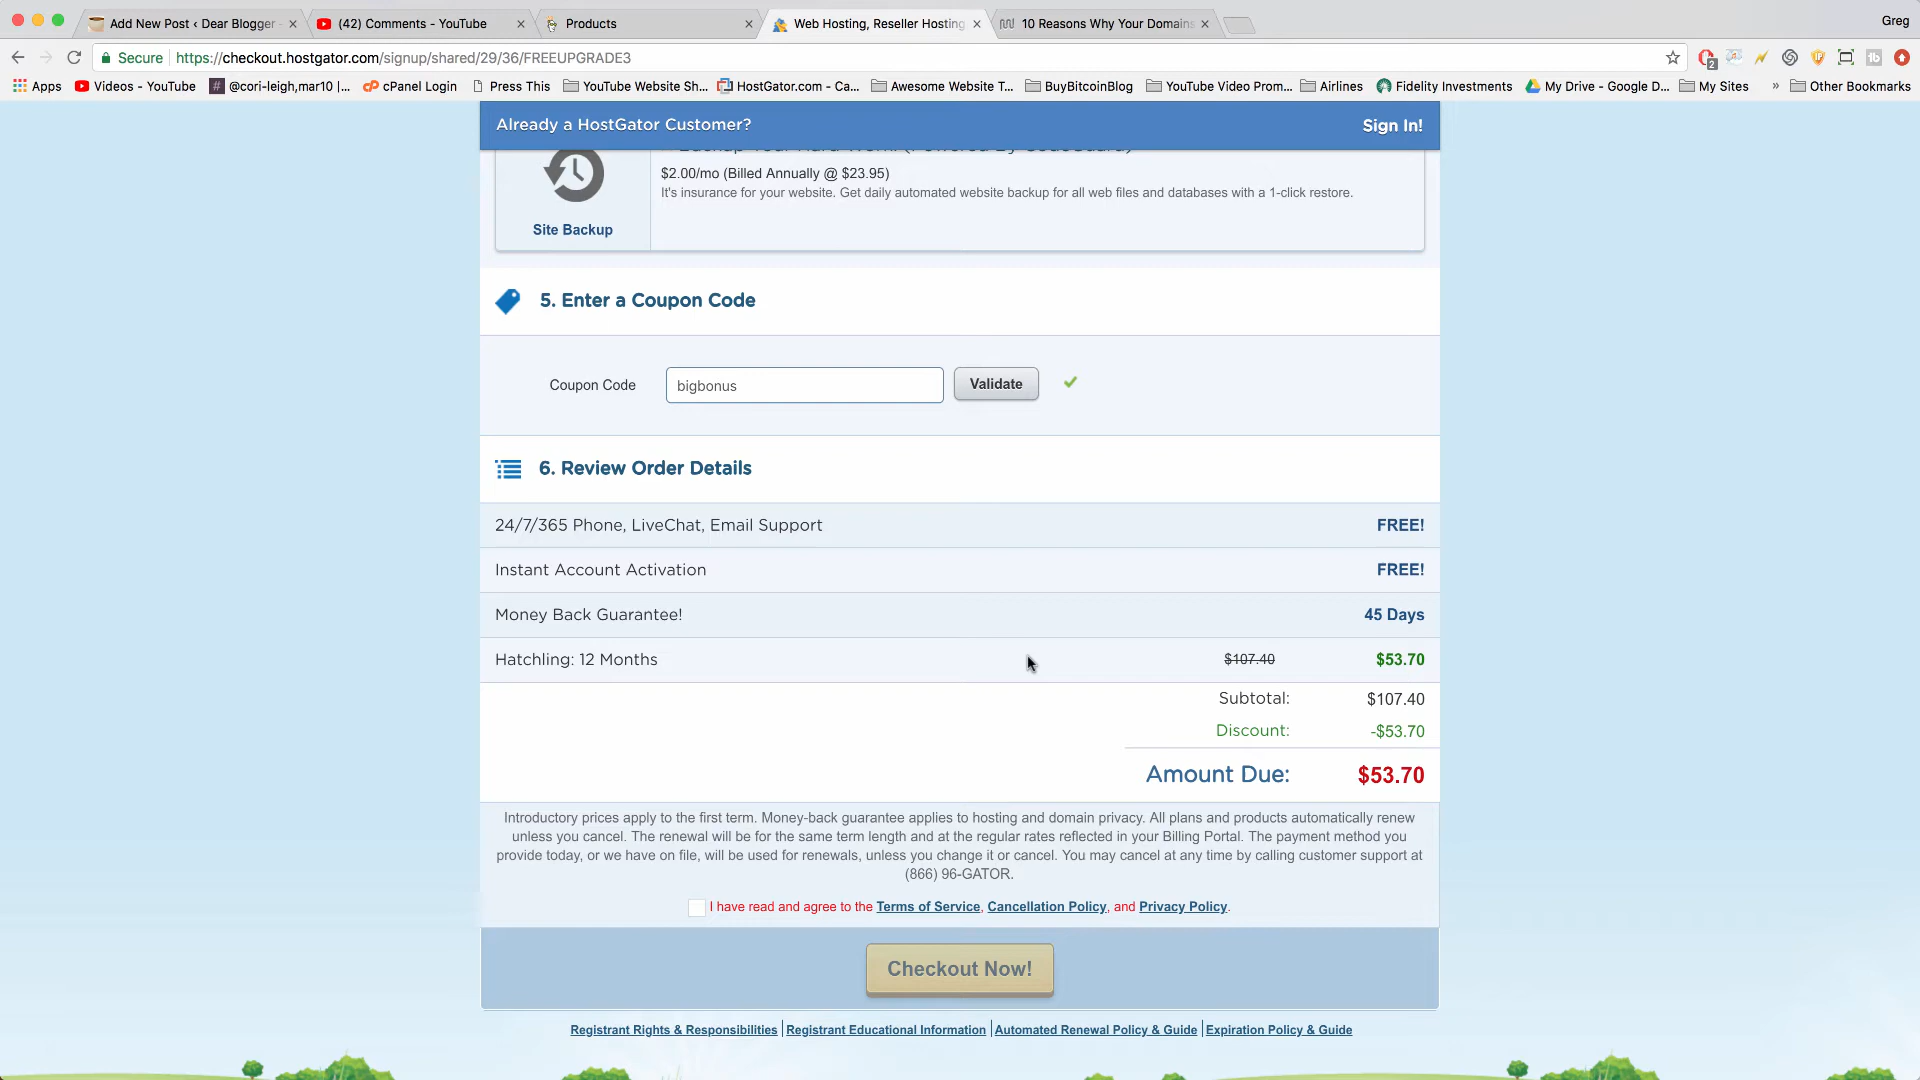 Add New Post ‹ Dear Blogger
(42) Comments - YouTube
Products
Web Hosting, Reseller Hosting
10 Reasons Why Your Domains
Greg
Secure
https://checkout.hostgator.com/signup/shared/29/36/FREEUPGRADE3
2
Apps
Videos - YouTube
@cori-leigh,mar10 |...
cPanel Login
Press This
YouTube Website Sh...
HostGator.com - Ca...
Awesome Website T...
BuyBitcoinBlog
YouTube Video Prom...
Airlines
Fidelity Investments
My Drive - Google D...
My Sites
»
Other Bookmarks
Already a HostGator Customer?
Sign In!
$2.00/mo (Billed Annually @ $23.95)
It's insurance for your website. Get daily automated website backup for all web files and databases with a 1-click restore.
Site Backup
5. Enter a Coupon Code
Coupon Code
bigbonus
Validate
6. Review Order Details
24/7/365 Phone, LiveChat, Email Support
FREE!
Instant Account Activation
FREE!
Money Back Guarantee!
45 Days
Hatchling: 12 Months
$107.40
$53.70
Subtotal:
$107.40
Discount:
-$53.70
Amount Due:
$53.70
Introductory prices apply to the first term. Money-back guarantee applies to hosting and domain privacy. All plans and products automatically renew
unless you cancel. The renewal will be for the same term length and at the regular rates reflected in your Billing Portal. The payment method you
provide today, or we have on file, will be used for renewals, unless you change it or cancel. You may cancel at any time by calling customer support at
(866) 96-GATOR.
I have read and agree to the Terms of Service, Cancellation Policy, and Privacy Policy.
Checkout Now!
Registrant Rights & Responsibilities | Registrant Educational Information | Automated Renewal Policy & Guide | Expiration Policy & Guide